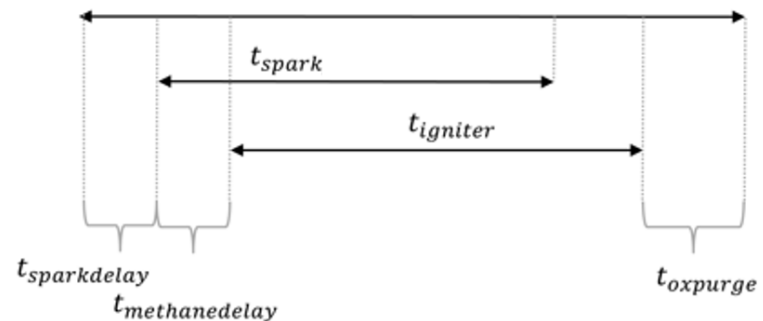 t_spark
t_igniter
t_sparkdelay
t_oxpurge
t_methanedelay